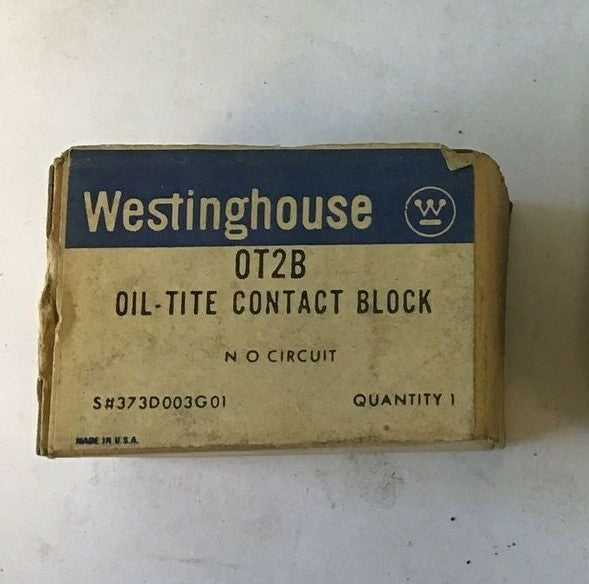 Westinghouse W
OT2B
OIL-TITE CONTACT BLOCK
N O CIRCUIT
S#373D003G01 QUANTITY 1
MADE IN U.S.A.